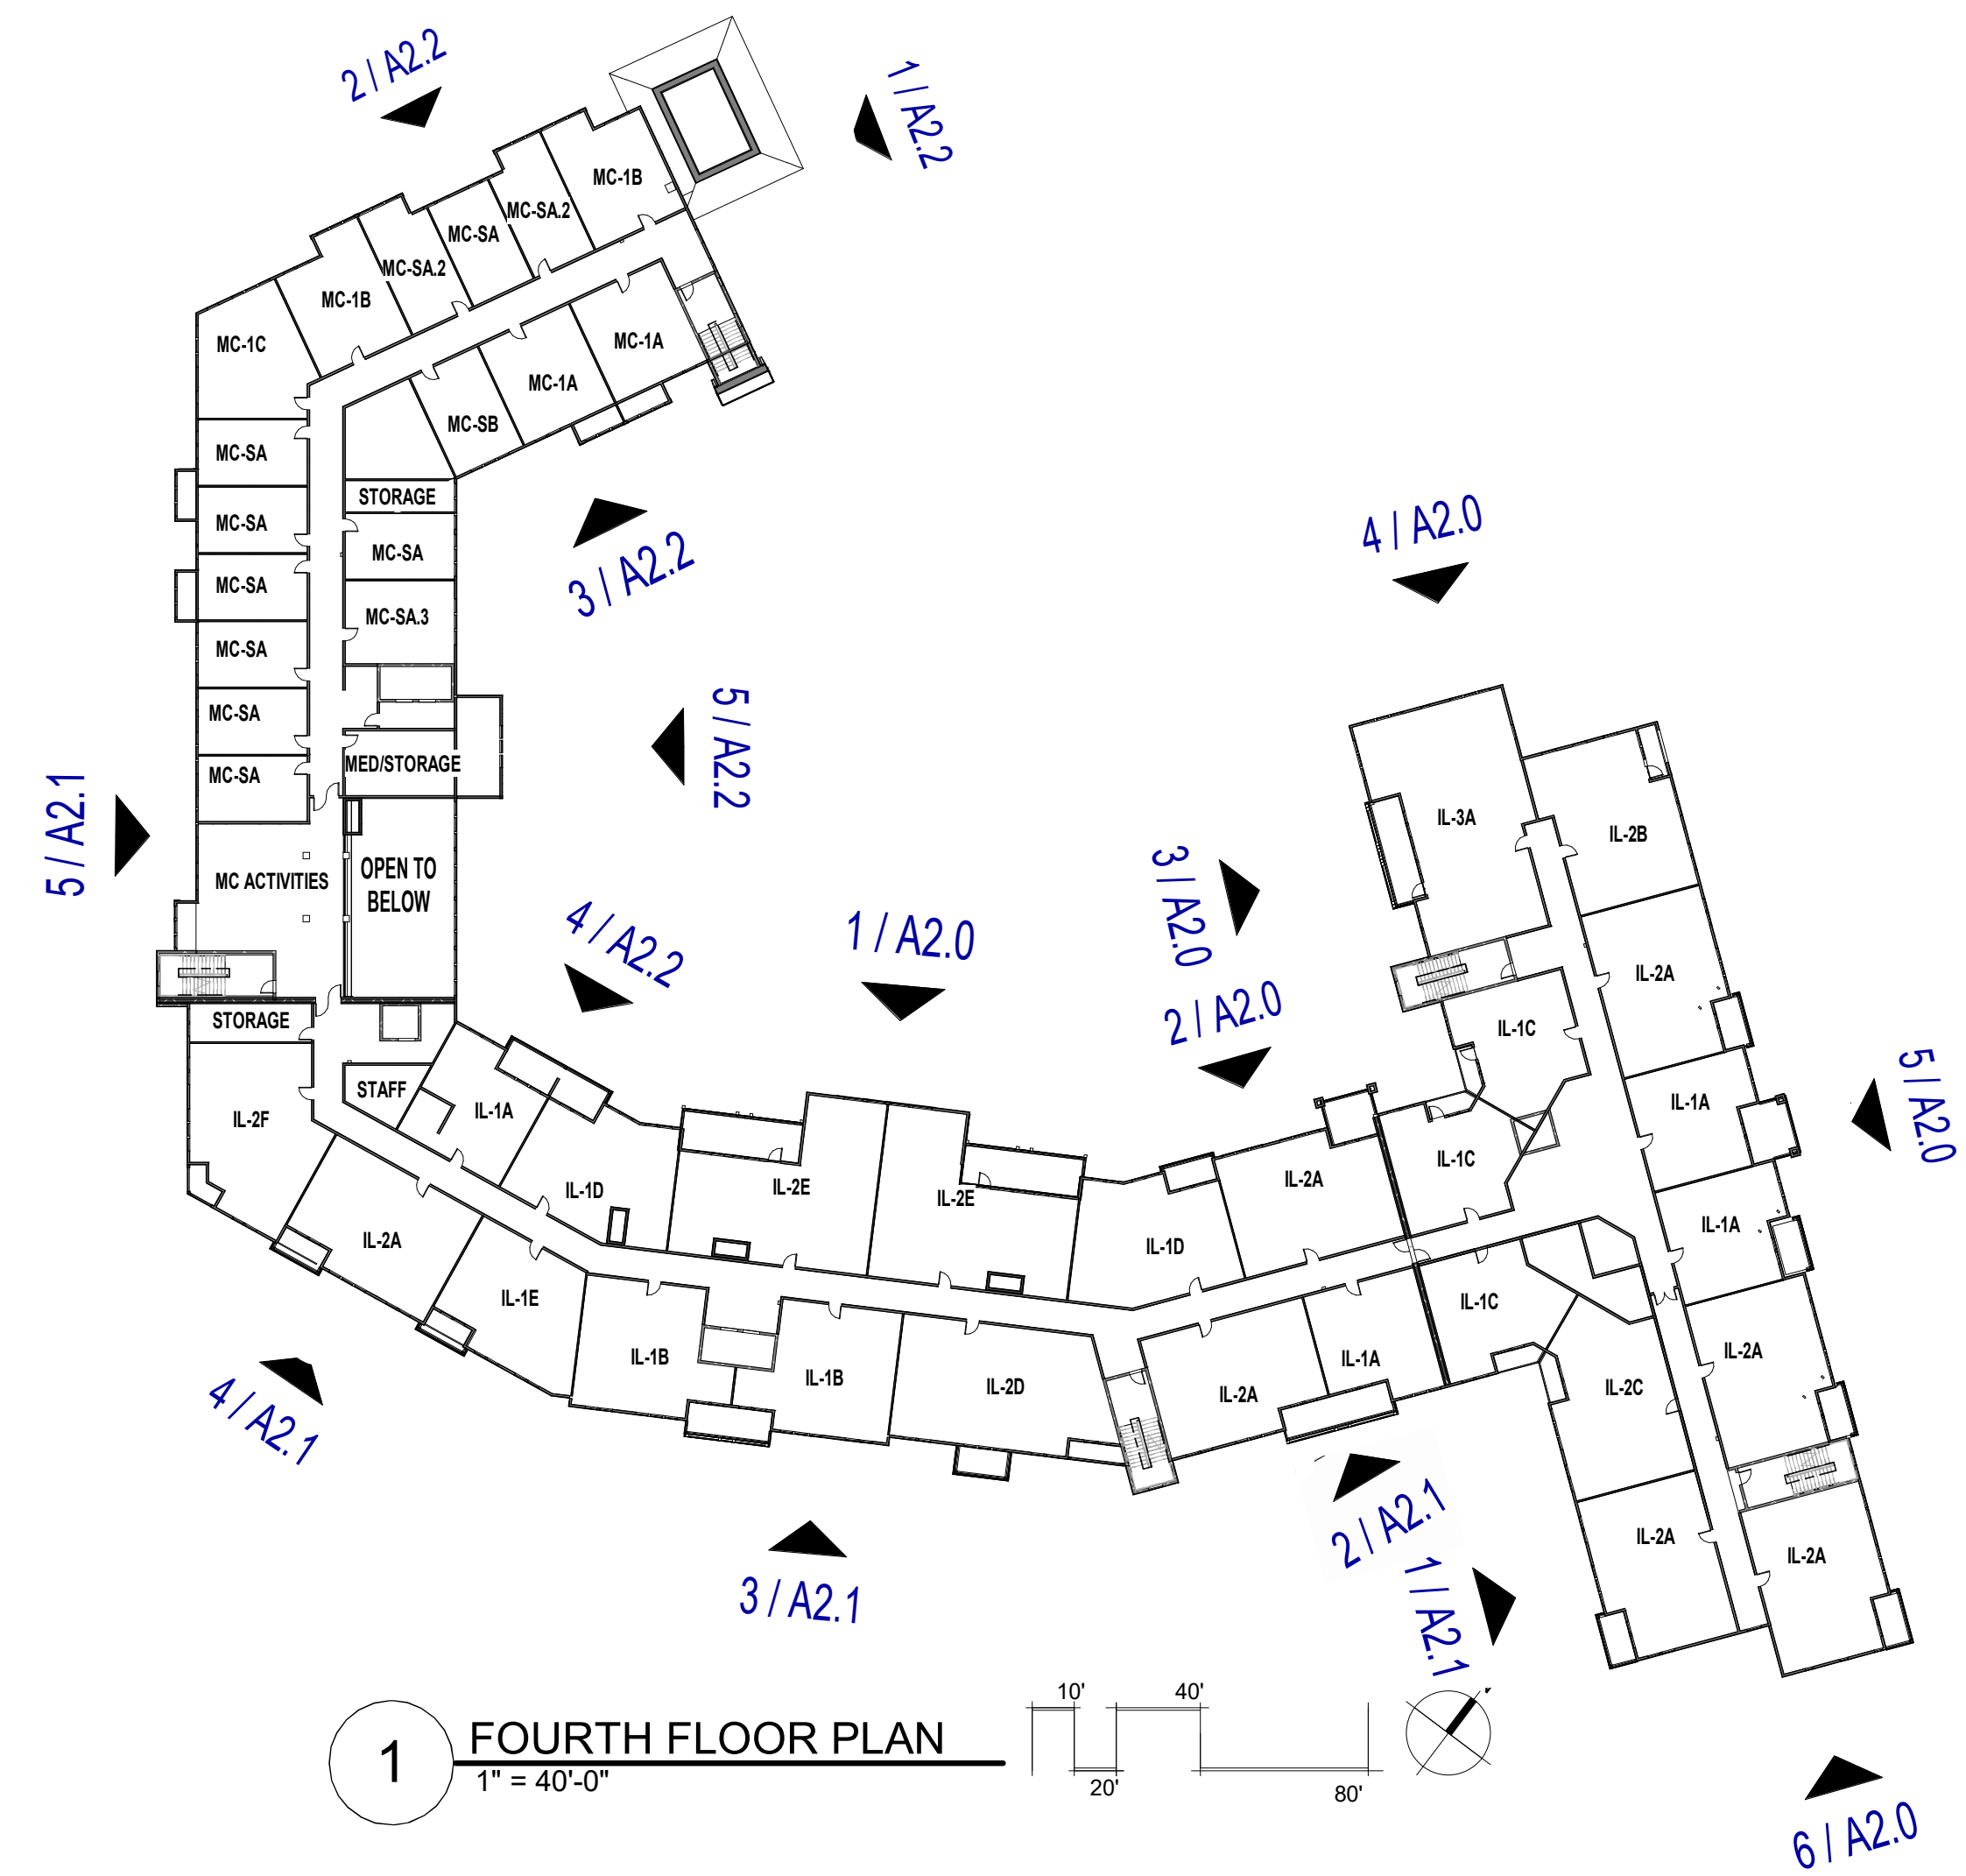 2 / A2.2
1 / A2.2
MC-1B
MC-SA.2
MC-SA
MC-SA.2
MC-1B
MC-1C
MC-1A
MC-1A
MC-SB
MC-SA
STORAGE
MC-SA
MC-SA
MC-SA
MC-SA.3
MC-SA
MC-SA
MED/STORAGE
MC-SA
3 / A2.2
5 / A2.2
5 / A2.1
MC ACTIVITIES
OPEN TO
BELOW
4 / A2.2
1 / A2.0
4 / A2.0
3 / A2.0
2 / A2.0
5 / A2.0
IL-3A
IL-2B
IL-2A
IL-1C
IL-1A
IL-1C
IL-1A
STORAGE
STAFF
IL-2F
IL-1A
IL-1D
IL-2E
IL-2E
IL-1D
IL-2A
IL-2A
IL-1E
IL-1B
IL-1B
IL-2D
IL-2A
IL-1A
IL-1C
IL-2C
IL-2A
IL-2A
IL-2A
4 / A2.1
3 / A2.1
2 / A2.1
1 / A2.1
6 / A2.0
1
FOURTH FLOOR PLAN
1" = 40'-0"
10'
40'
20'
80'